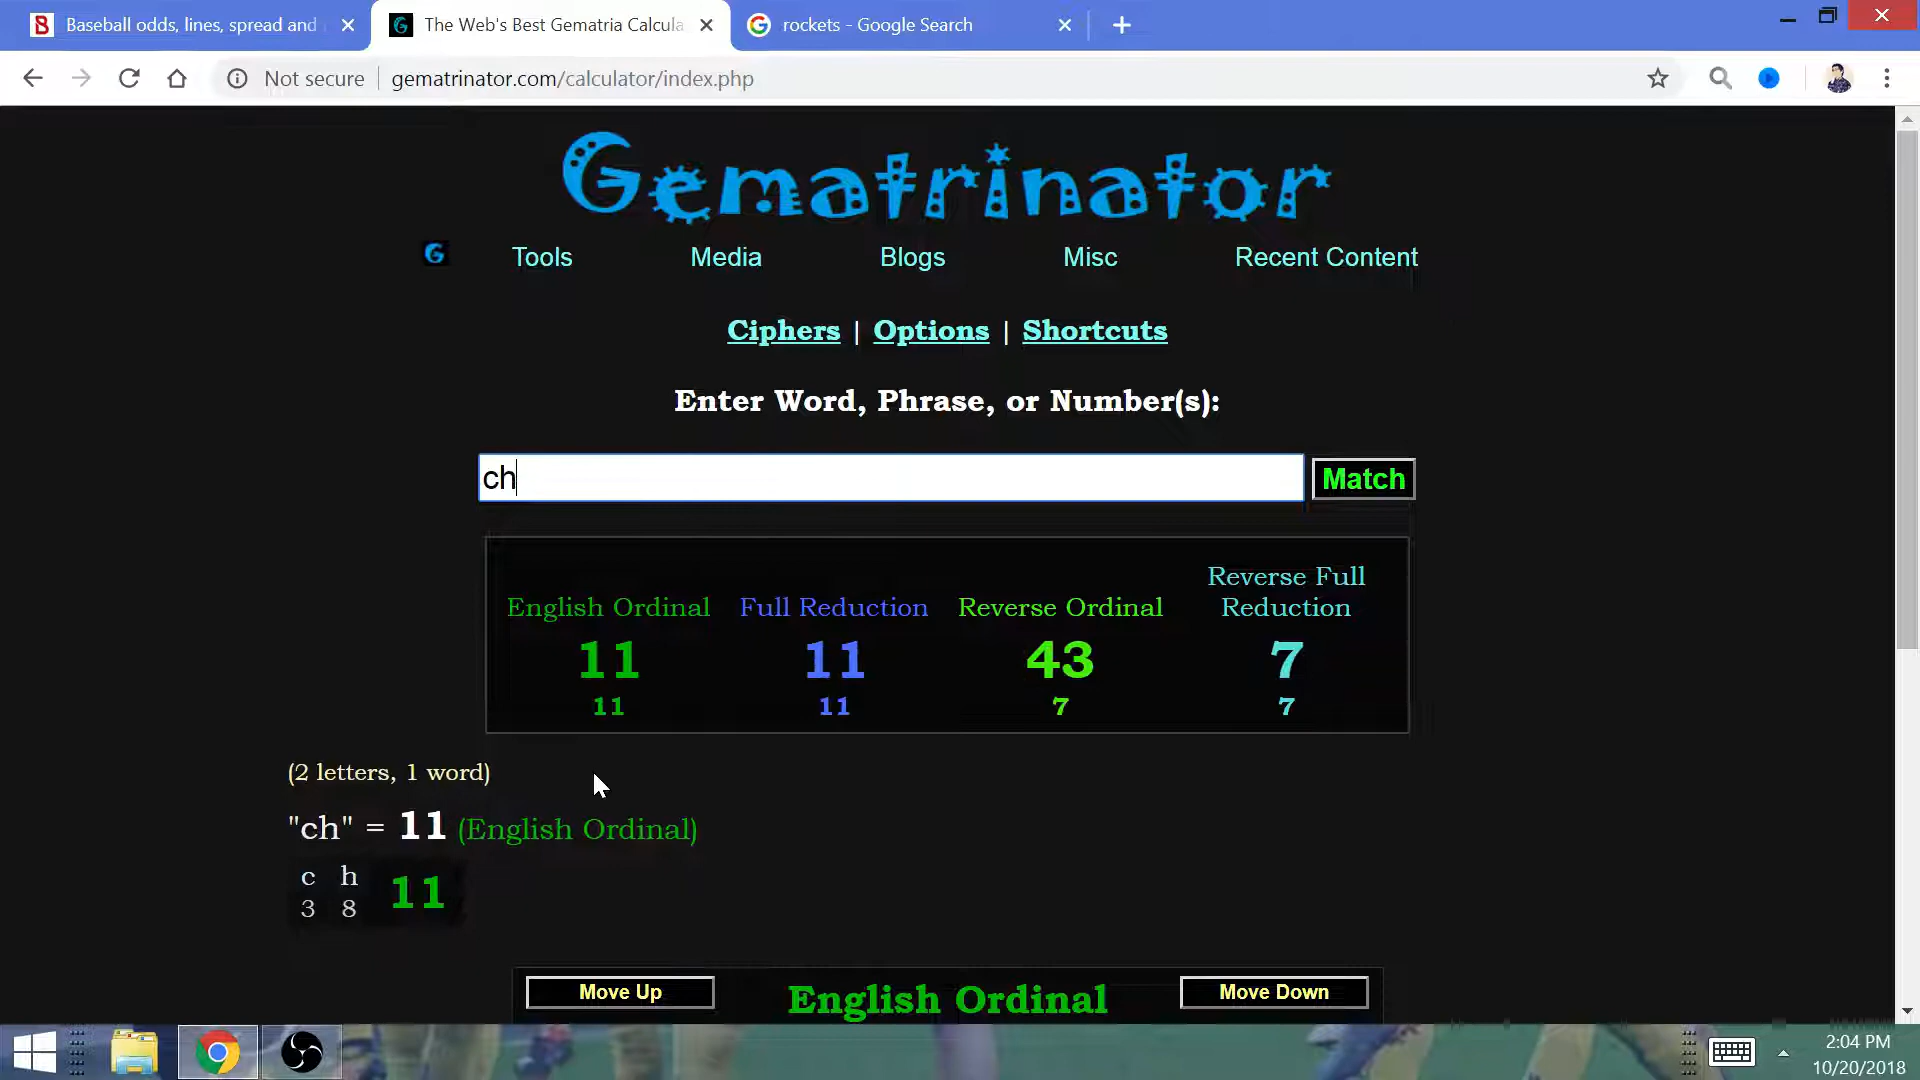 Baseball odds, lines, spread and
The Web's Best Gematria Calcula
rockets - Google Search
Not secure
gematrinator.com/calculator/index.php
Gematrinator
G
Tools
Media
Blogs
Misc
Recent Content
Ciphers | Options | Shortcuts
Enter Word, Phrase, or Number(s):
ch
Match
English Ordinal
Full Reduction
Reverse Ordinal
Reverse Full
Reduction
11 11 43 7
11 11 7 7
(2 letters, 1 word)
"ch" = 11 (English Ordinal)
c h
3 8
11
Move Up
English Ordinal
Move Down
2:04 PM
10/20/2018